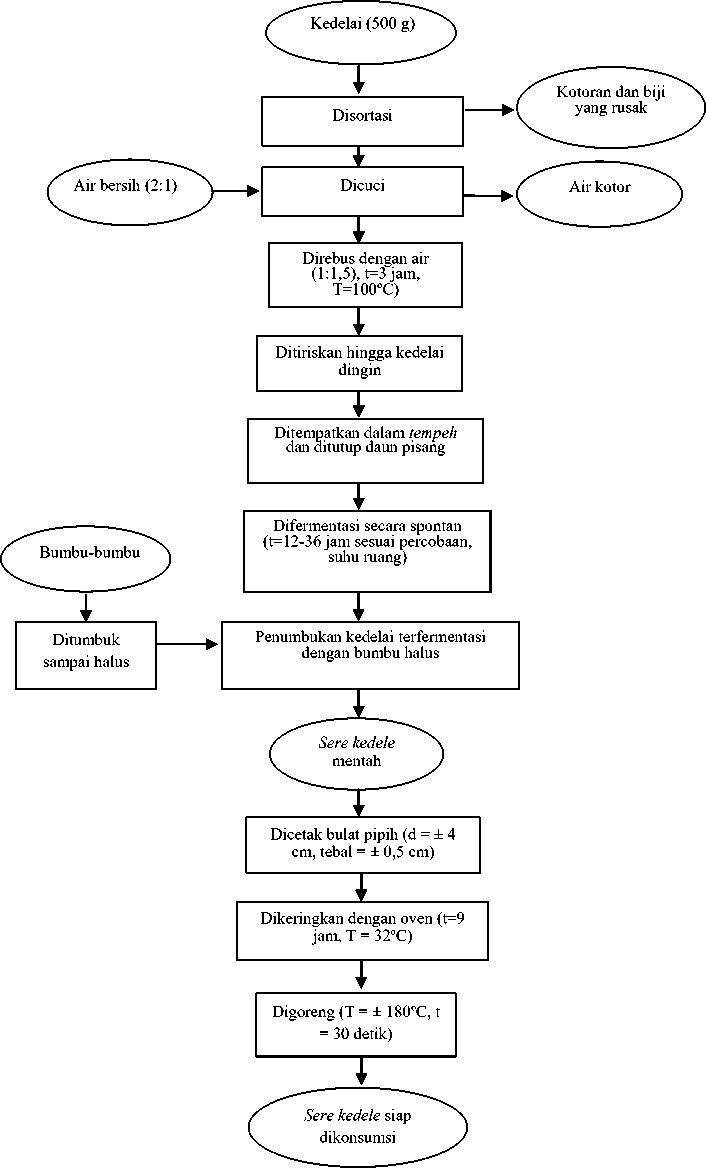 Kedelai (500 g)
Disortasi
Kotoran dan biji
yang rusak
Air bersih (2:1)
Dicuci
Air kotor
Direbus dengan air
(1:1,5), t=3 jam,
T=100°C)
Ditiriskan hingga kedelai
dingin
Ditempatkan dalam tempeh
dan ditutup daun pisang
Difermentasi secara spontan
(t=12-36 jam sesuai percobaan,
suhu ruang)
Bumbu-bumbu
Ditumbuk
sampai halus
Penumbukan kedelai terfermentasi
dengan bumbu halus
Sere kedele
mentah
Dicetak bulat pipih (d = ± 4
cm, tebal = ± 0,5 cm)
Dikeringkan dengan oven (t=9
jam, T = 32°C)
Digoreng (T = ± 180°C, t
= 30 detik)
Sere kedele siap
dikonsumsi